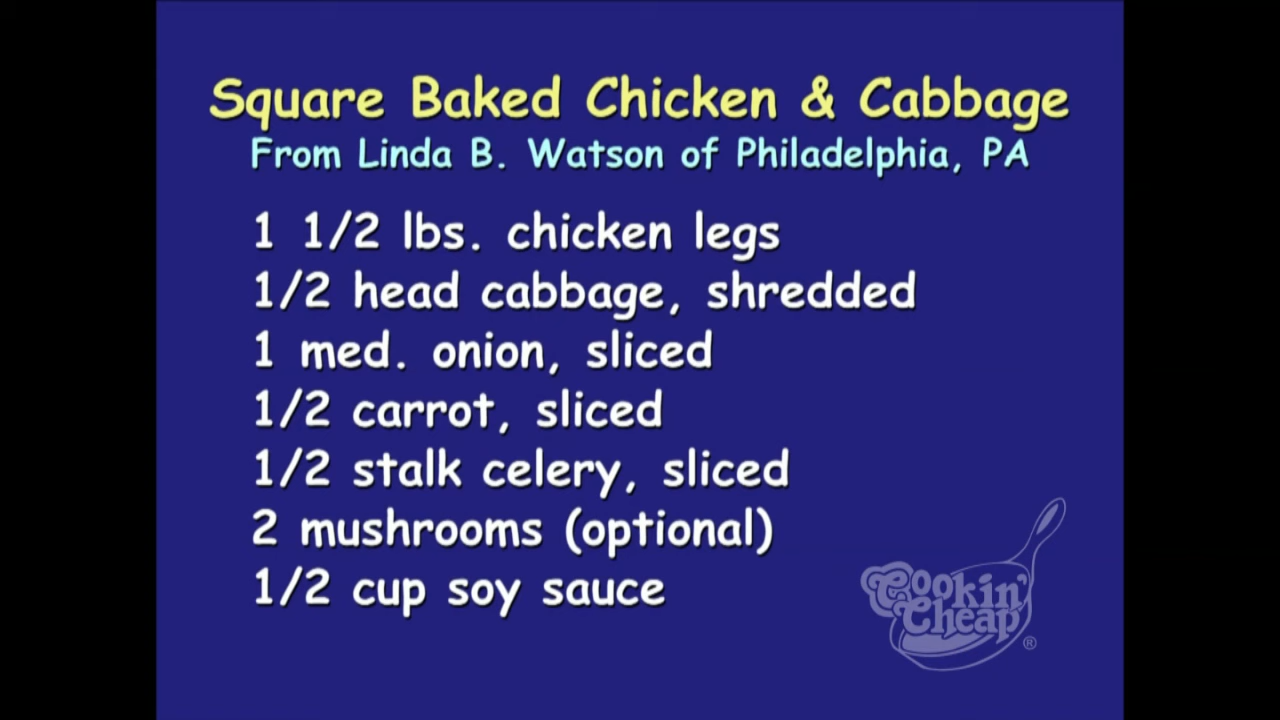 Square Baked Chicken & Cabbage
From Linda B. Watson of Philadelphia, PA
1 1/2 lbs. chicken legs
1/2 head cabbage, shredded
1 med. onion, sliced
1/2 carrot, sliced
1/2 stalk celery, sliced
2 mushrooms (optional)
1/2 cup soy sauce
Cookin'
Cheap
®